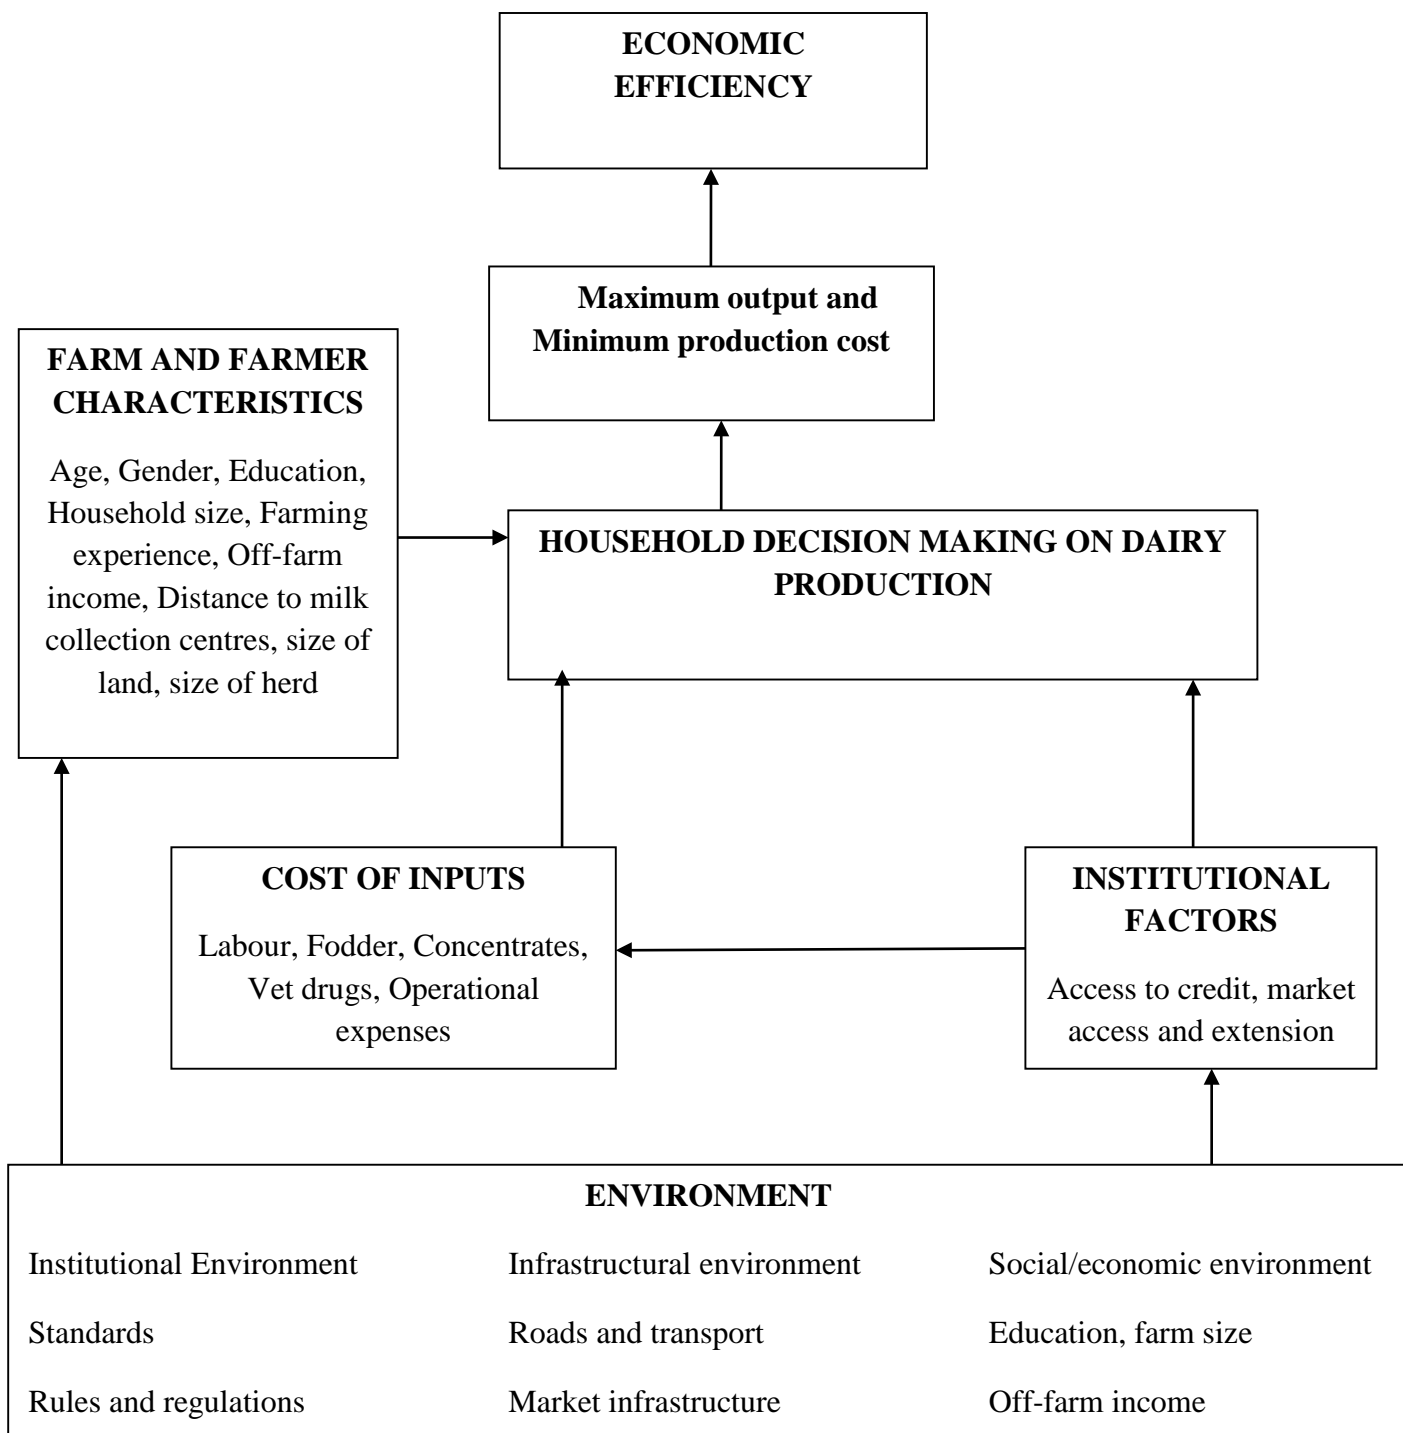 ECONOMIC
EFFICIENCY
Maximum output and
Minimum production cost
FARM AND FARMER
CHARACTERISTICS
Age, Gender, Education,
Household size, Farming
experience, Off-farm
income, Distance to milk
collection centres, size of
land, size of herd
HOUSEHOLD DECISION MAKING ON DAIRY
PRODUCTION
COST OF INPUTS
Labour, Fodder, Concentrates,
Vet drugs, Operational
expenses
INSTITUTIONAL
FACTORS
Access to credit, market
access and extension
ENVIRONMENT
Institutional Environment
Infrastructural environment
Social/economic environment
Standards
Roads and transport
Education, farm size
Rules and regulations
Market infrastructure
Off-farm income